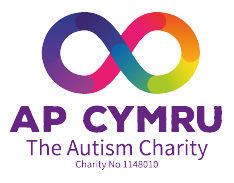 AP CYMRU
The Autism Charity
Charity No 1148010